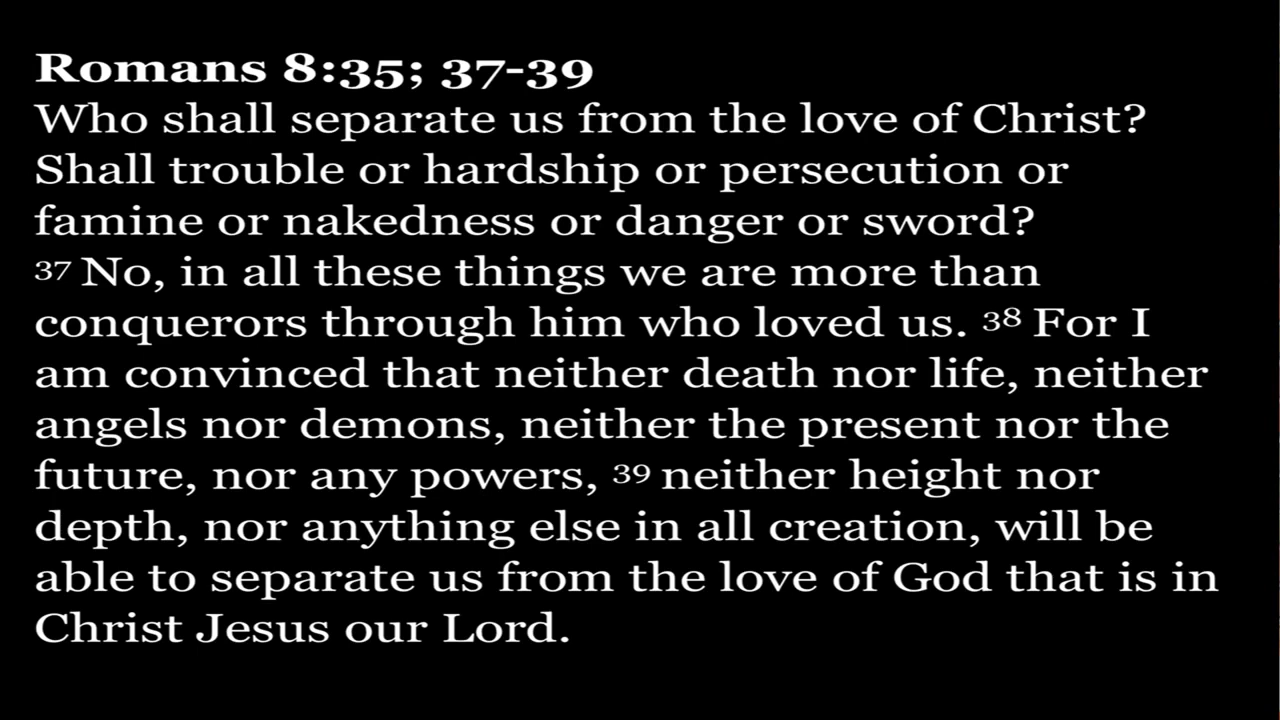 Romans 8:35; 37-39
Who shall separate us from the love of Christ?
Shall trouble or hardship or persecution or
famine or nakedness or danger or sword?
37 No, in all these things we are more than
conquerors through him who loved us. 38 For I
am convinced that neither death nor life, neither
angels nor demons, neither the present nor the
future, nor any powers, 39 neither height nor
depth, nor anything else in all creation, will be
able to separate us from the love of God that is in
Christ Jesus our Lord.